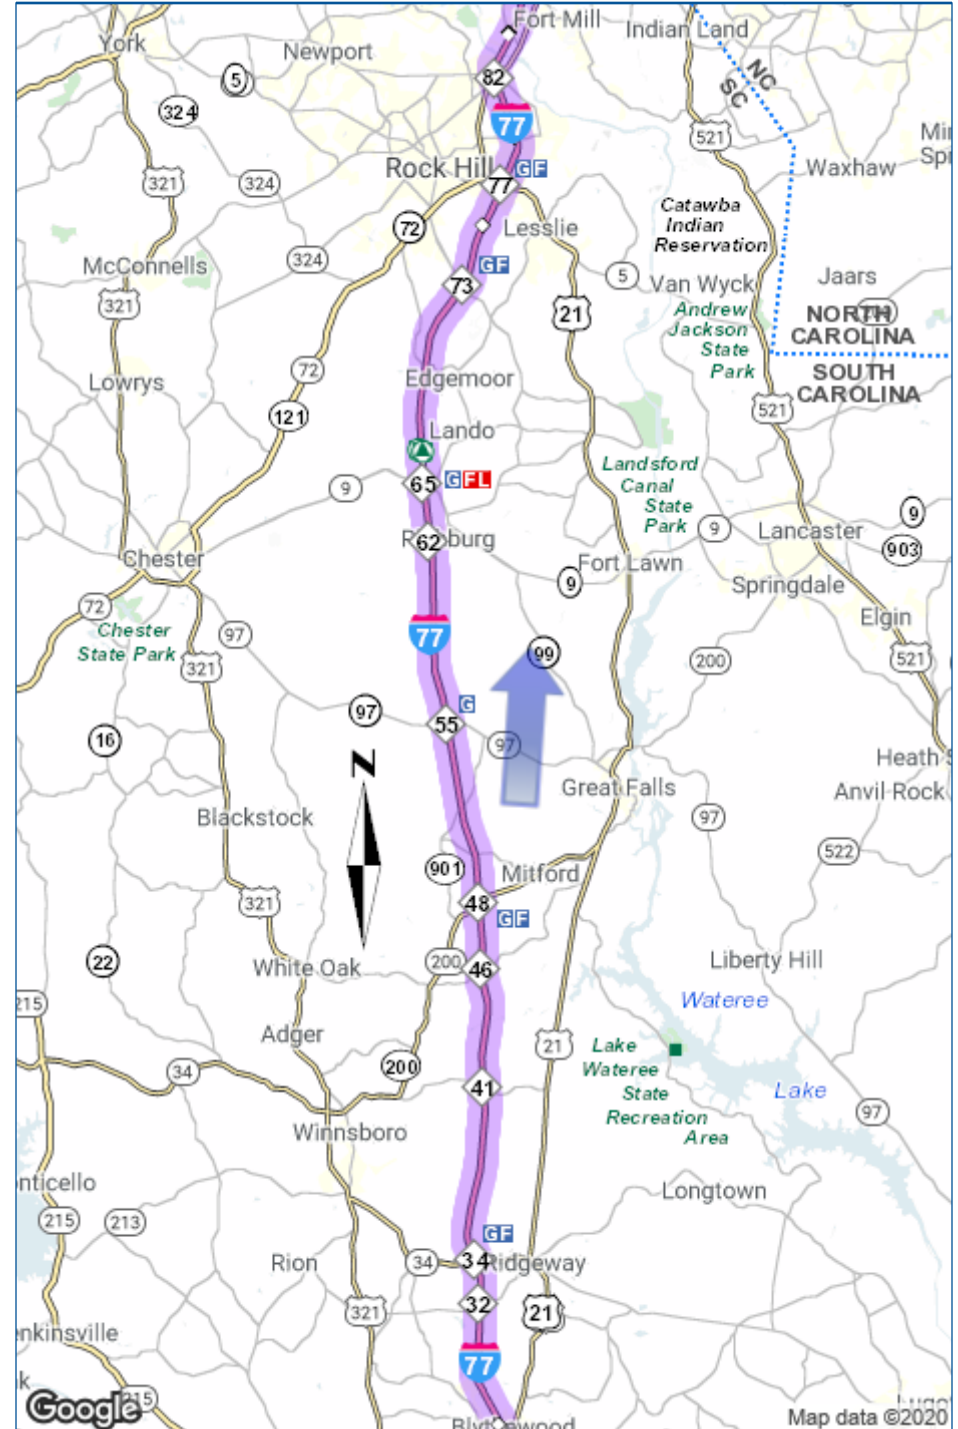 Fort Mill
Indian Land
York
Newport
NC
SC
82
5
324
77
521
Rock Hill
GF
77
Waxhaw
321
324
Catawba
Indian
Reservation
72
Lesslie
324
McConnells
GF
73
5
Van Wyck
Jaars
321
21
Andrew
Jackson
State
Park
NORTH
CAROLINA
SOUTH
CAROLINA
Lowrys
72
Edgemoor
121
521
Lando
65
G FL
9
Landsford
Canal
State
Park
9
9
Lancaster
903
62
Chester
Fort Lawn
9
Springdale
72
Elgin
Chester
State Park
97
77
321
99
200
521
97
G
55
97
16
N
Heath S
Great Falls
Anvil Rock
Blackstock
97
522
901
Mitford
321
48
GF
22
White Oak
200
46
Liberty Hill
Wateree
215
Adger
21
Lake
Wateree
State
Recreation
Area
34
200
41
Lake
97
Winnsboro
onticello
Longtown
215
213
GF
Rion
34
34
Ridgeway
32
321
21
enkinsville
77
k
Google
215
Map data ©2020